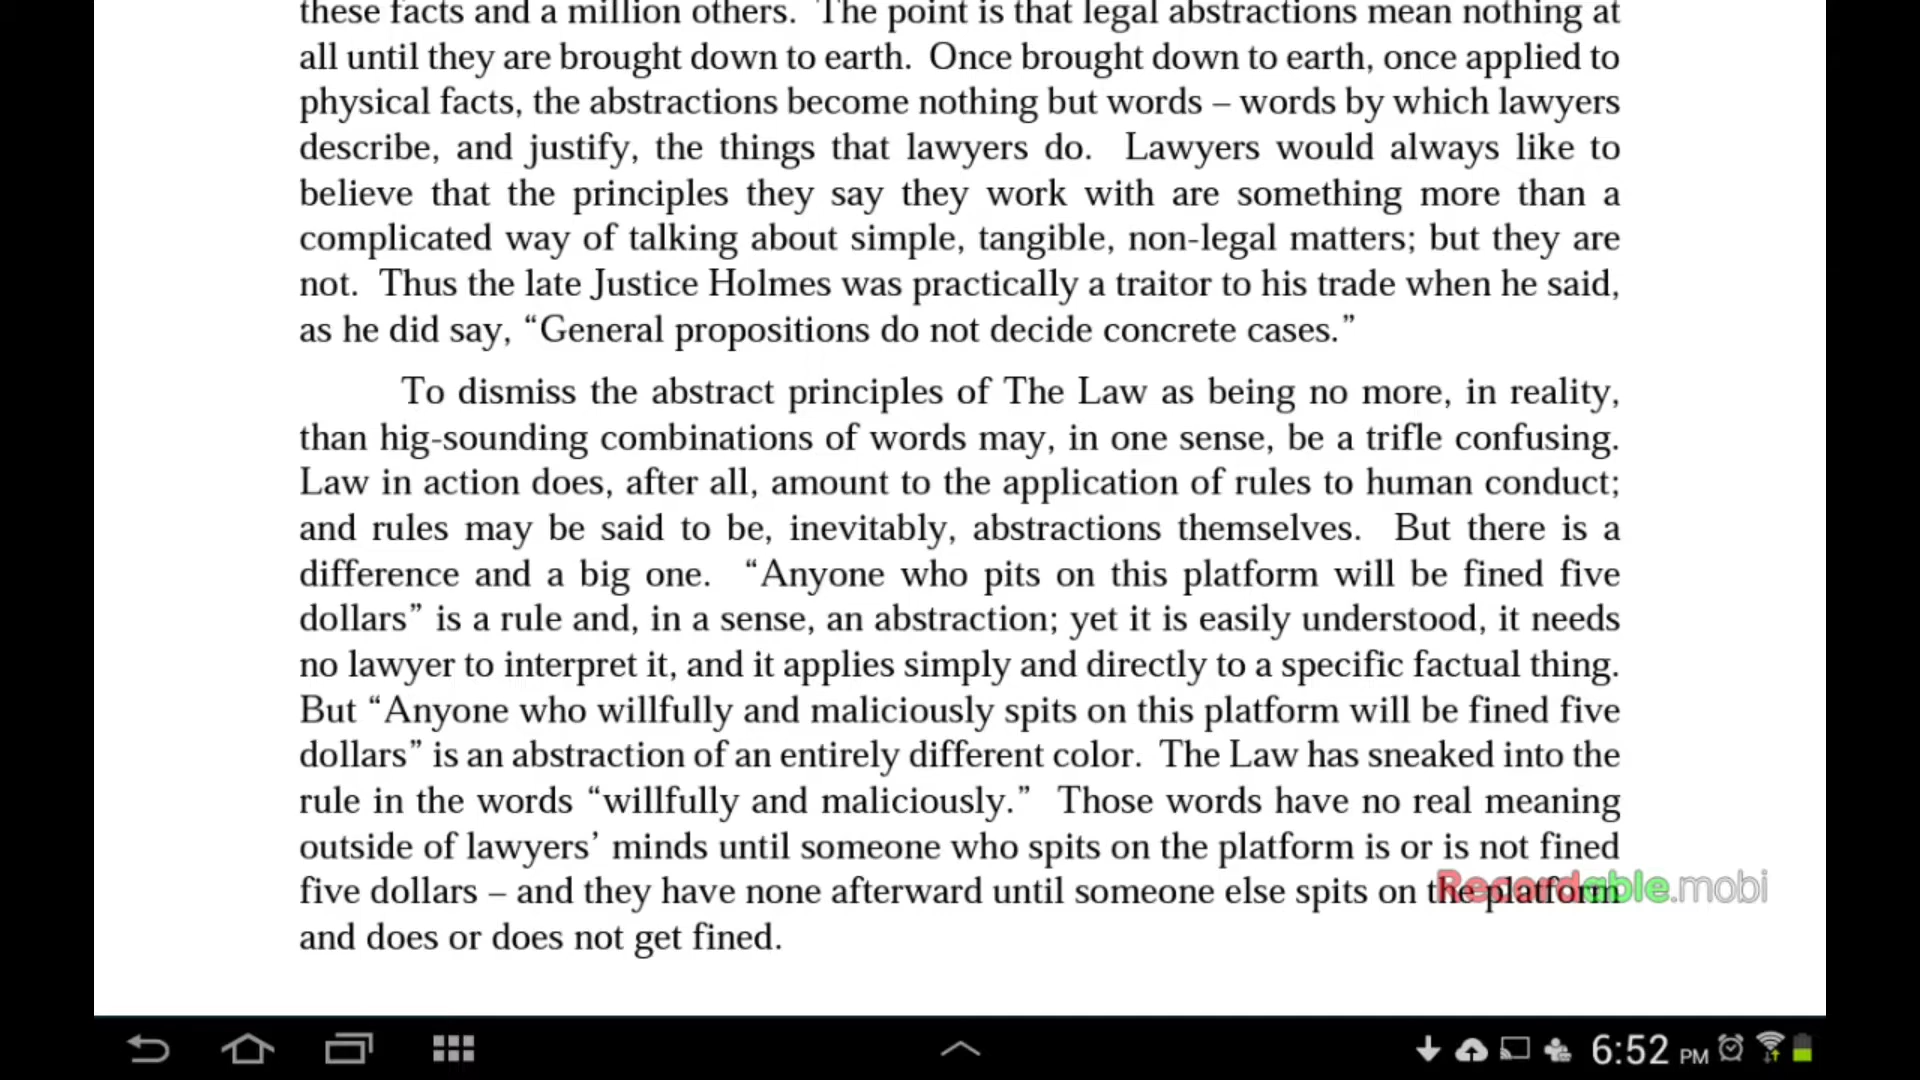 these facts and a million others.  The point is that legal abstractions mean nothing at
all until they are brought down to earth.  Once brought down to earth, once applied to
physical facts, the abstractions become nothing but words – words by which lawyers
describe, and justify, the things that lawyers do.  Lawyers would always like to
believe that the principles they say they work with are something more than a
complicated way of talking about simple, tangible, non-legal matters; but they are
not.  Thus the late Justice Holmes was practically a traitor to his trade when he said,
as he did say, “General propositions do not decide concrete cases.”
To dismiss the abstract principles of The Law as being no more, in reality,
than hig-sounding combinations of words may, in one sense, be a trifle confusing.
Law in action does, after all, amount to the application of rules to human conduct;
and rules may be said to be, inevitably, abstractions themselves.  But there is a
difference and a big one.  “Anyone who pits on this platform will be fined five
dollars” is a rule and, in a sense, an abstraction; yet it is easily understood, it needs
no lawyer to interpret it, and it applies simply and directly to a specific factual thing.
But “Anyone who willfully and maliciously spits on this platform will be fined five
dollars” is an abstraction of an entirely different color.  The Law has sneaked into the
rule in the words “willfully and maliciously.”  Those words have no real meaning
outside of lawyers’ minds until someone who spits on the platform is or is not fined
five dollars – and they have none afterward until someone else spits on the platform
Recordable.mobi
and does or does not get fined.
6:52 PM